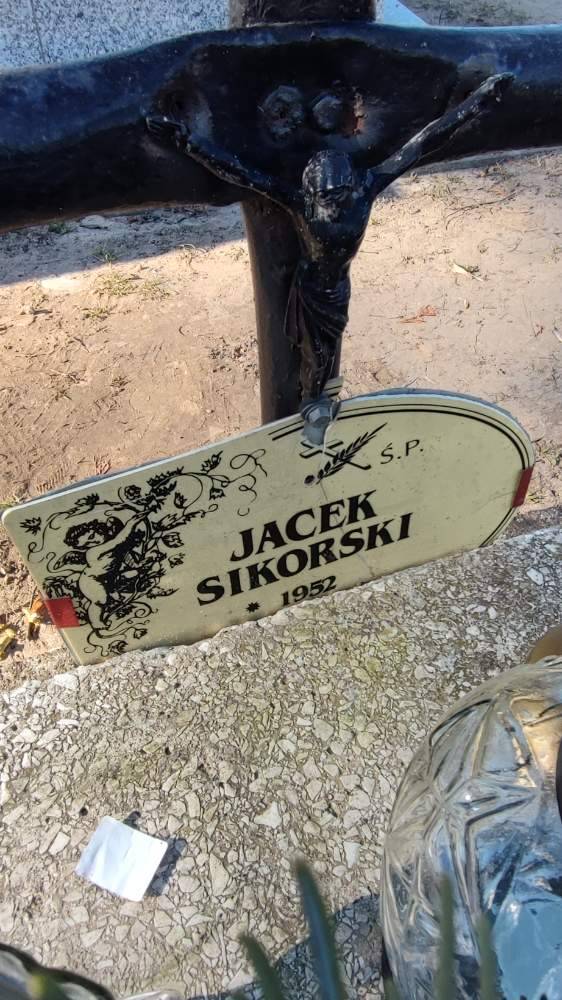 Ś.P.
JACEK
SIKORSKI
* 1952